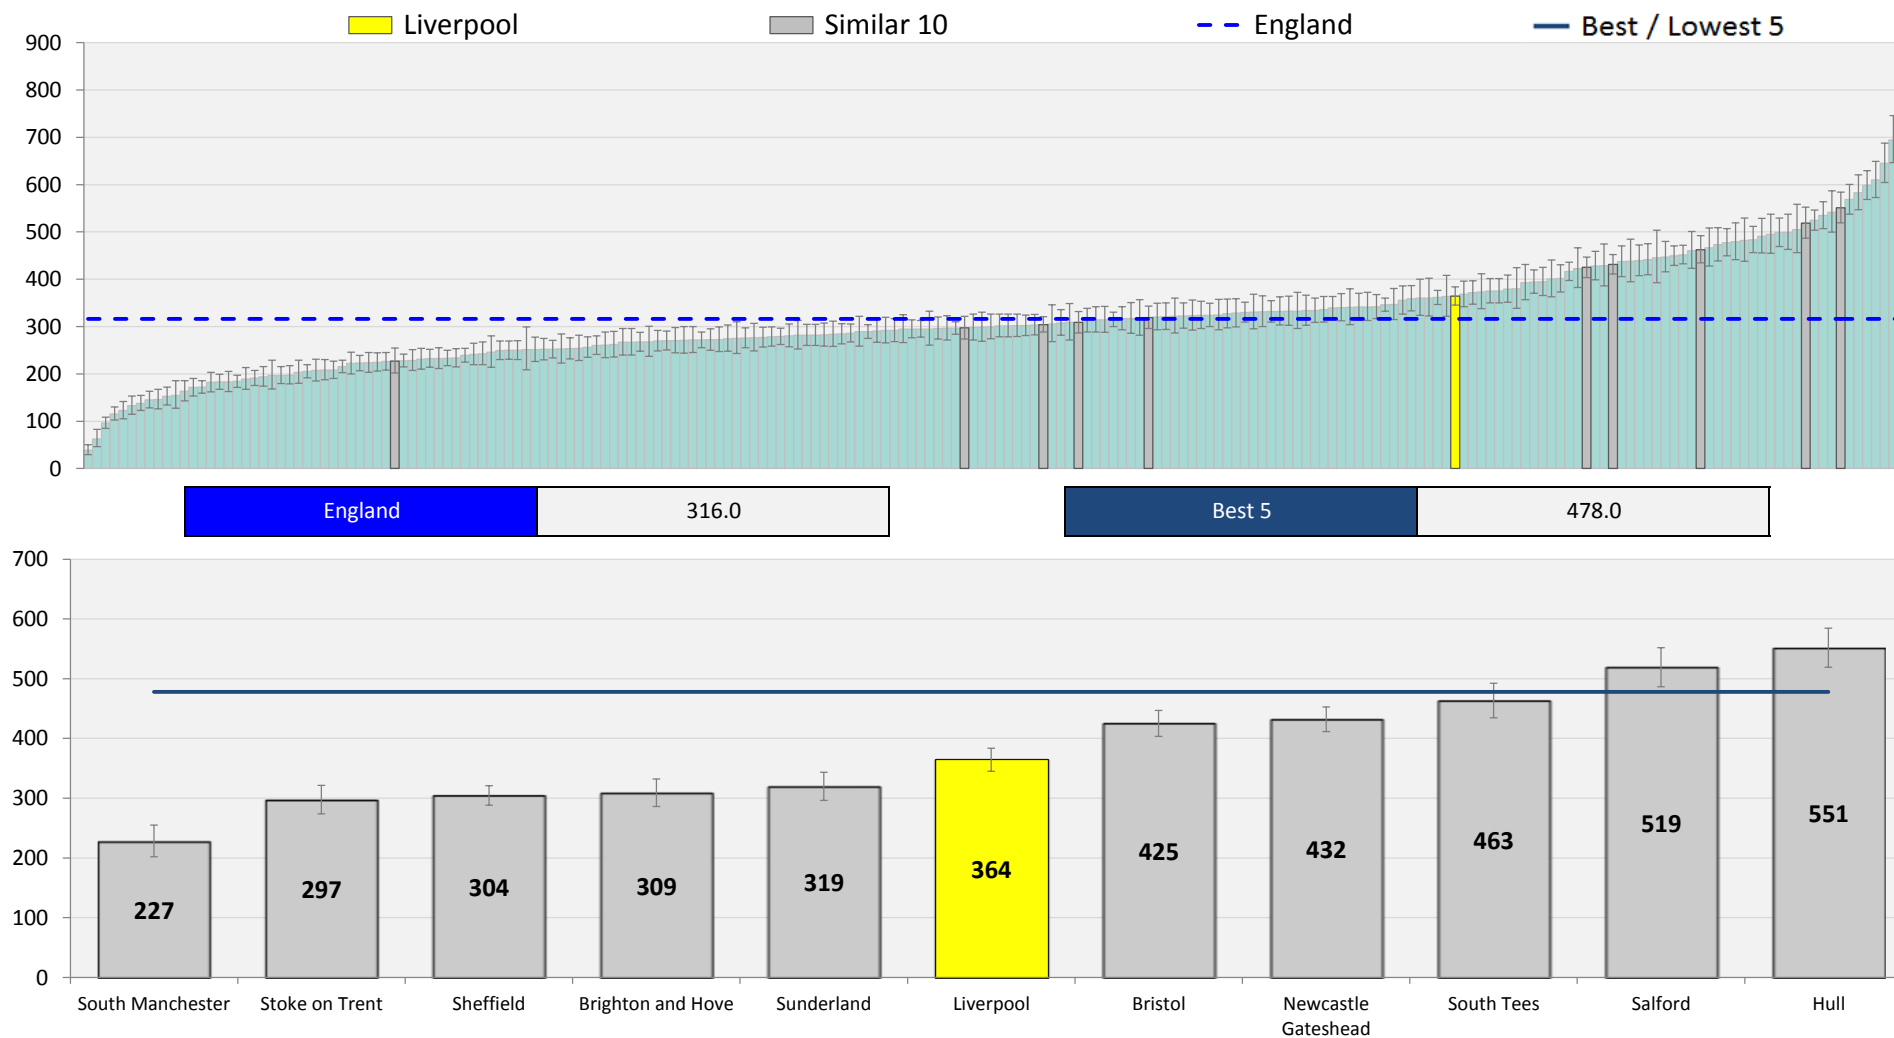 Liverpool
Similar 10
England
Best / Lowest 5
900
800
700
600
500
400
300
200
100
0
England 316.0 Best 5 478.0
700
600
500
400
300
200
100
0
227 297 304 309 319 364 425 432 463 519 551
South Manchester Stoke on Trent Sheffield Brighton and Hove Sunderland Liverpool Bristol Newcastle Gateshead South Tees Salford Hull